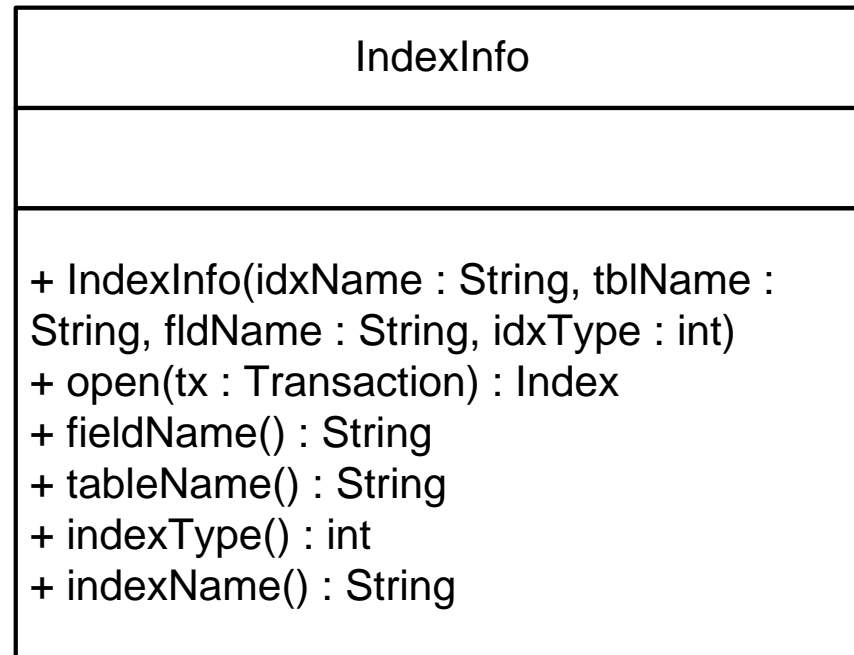 IndexInfo
+ IndexInfo(idxName : String, tblName :
String, fldName : String, idxType : int)
+ open(tx : Transaction) : Index
+ fieldName() : String
+ tableName() : String
+ indexType() : int
+ indexName() : String